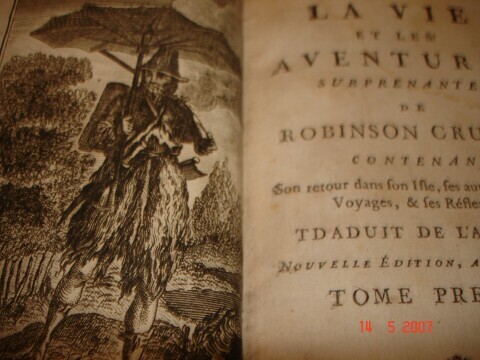 LA VIE
ET LES
AVENTUR
SURPRENANTE
DE
ROBINSON CRU
CONTENAN
Son retour dans son Isle, ses au
Voyages, & ses Réfle
TDADUIT DE L'A
NOUVELLE ÉDITION, A
TOME PRE
14 5 2007